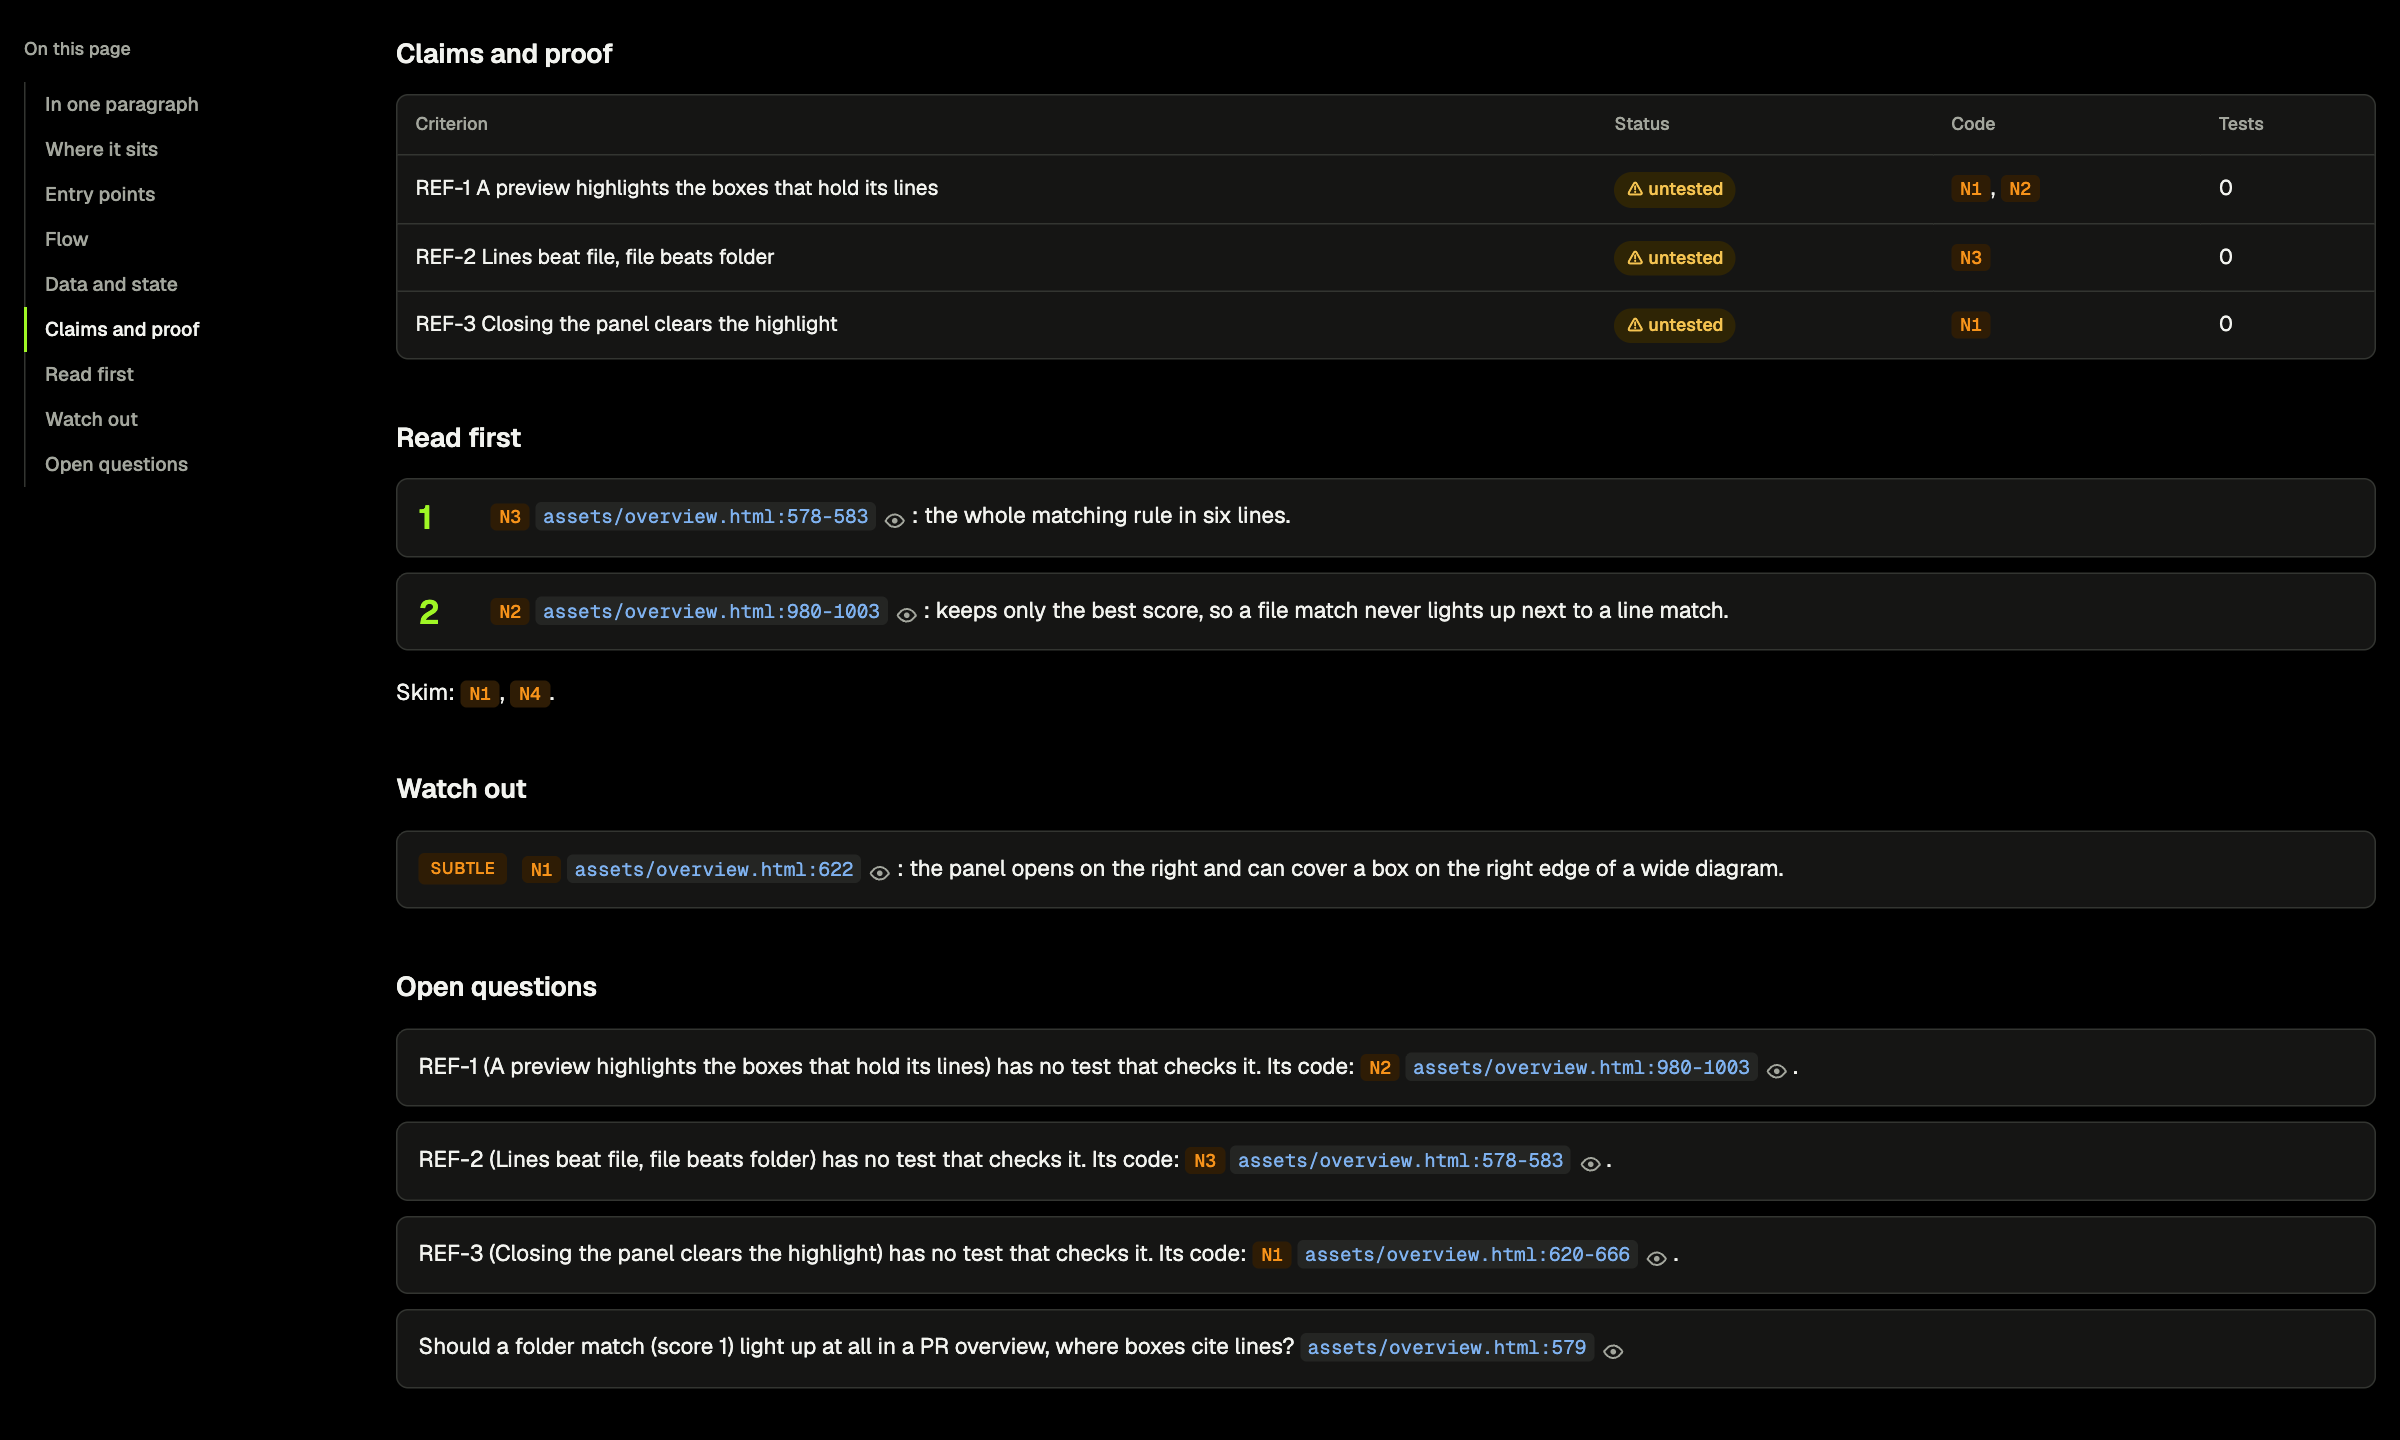 On this page
In one paragraph
Where it sits
Entry points
Flow
Data and state
Claims and proof
Read first
Watch out
Open questions
Claims and proof
Criterion Status Code Tests
REF-1 A preview highlights the boxes that hold its lines untested N1, N2 0
REF-2 Lines beat file, file beats folder untested N3 0
REF-3 Closing the panel clears the highlight untested N1 0
Read first
1 N3 assets/overview.html:578-583 : the whole matching rule in six lines.
2 N2 assets/overview.html:980-1003 : keeps only the best score, so a file match never lights up next to a line match.
Skim: N1, N4.
Watch out
SUBTLE N1 assets/overview.html:622 : the panel opens on the right and can cover a box on the right edge of a wide diagram.
Open questions
REF-1 (A preview highlights the boxes that hold its lines) has no test that checks it. Its code: N2 assets/overview.html:980-1003 .
REF-2 (Lines beat file, file beats folder) has no test that checks it. Its code: N3 assets/overview.html:578-583 .
REF-3 (Closing the panel clears the highlight) has no test that checks it. Its code: N1 assets/overview.html:620-666 .
Should a folder match (score 1) light up at all in a PR overview, where boxes cite lines? assets/overview.html:579